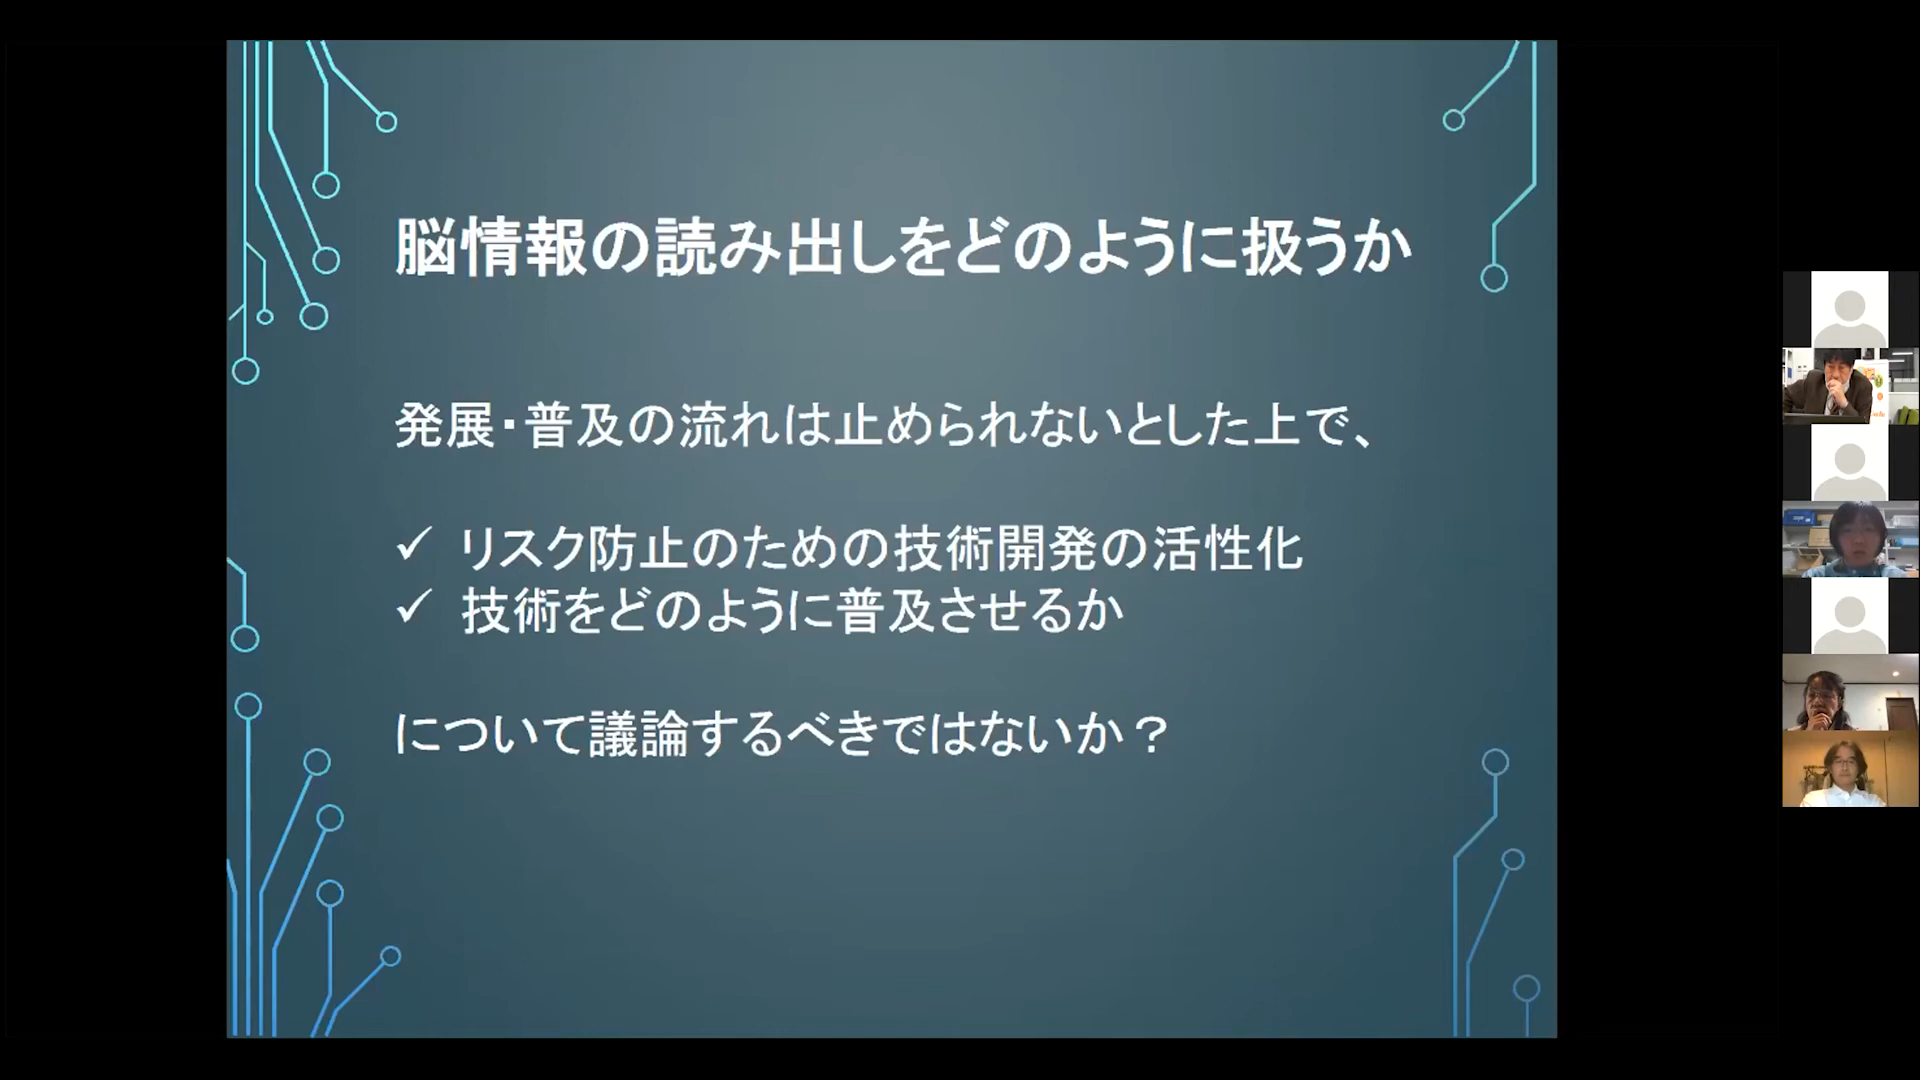 脳情報の読み出しをどのように扱うか
発展・普及の流れは止められないとした上で、
✓ リスク防止のための技術開発の活性化
✓ 技術をどのように普及させるか
について議論するべきではないか？